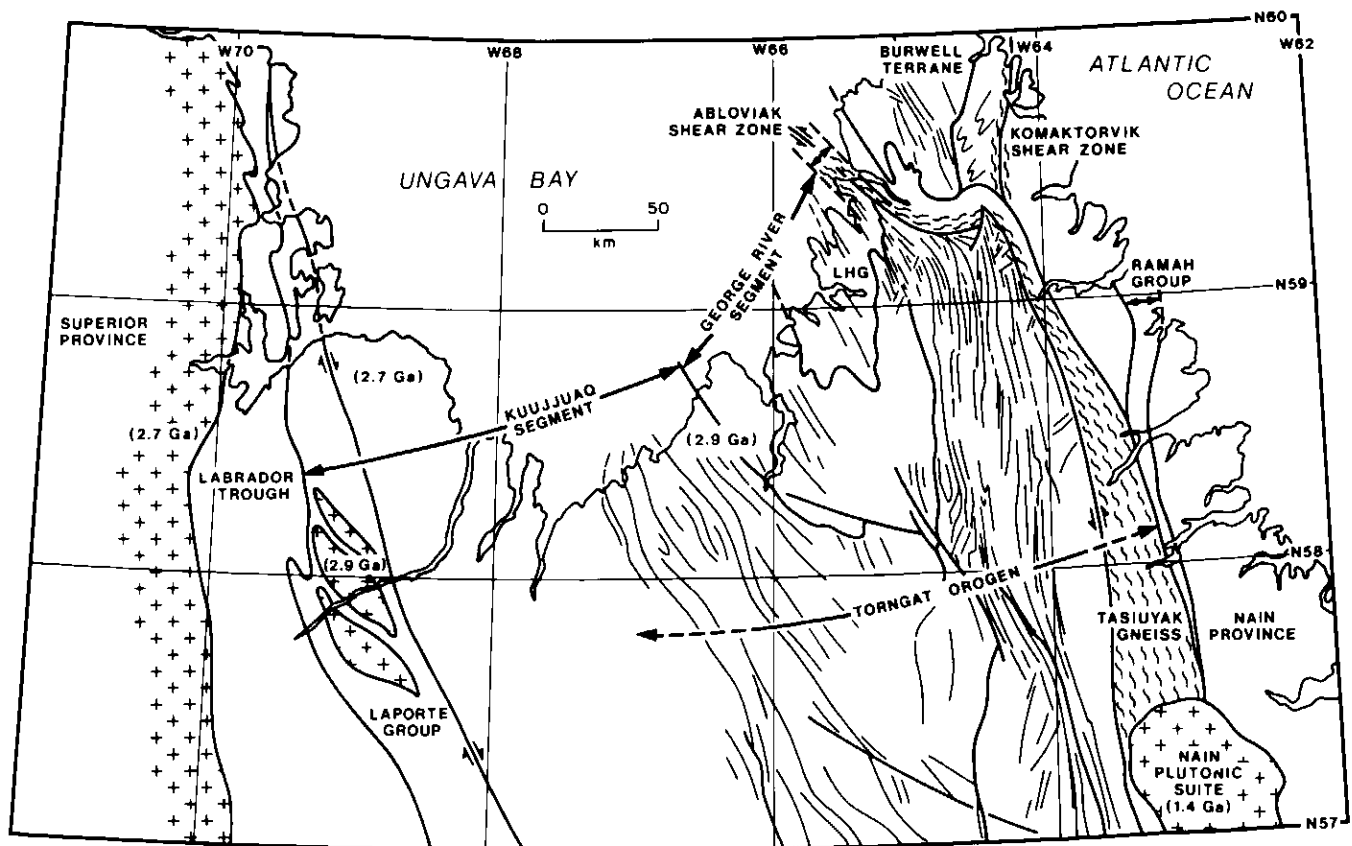 N60
W70
W68
W66
W64
W62
BURWELL
TERRANE
ATLANTIC
OCEAN
ABLOVIAK
SHEAR ZONE
KOMAKTORVIK
SHEAR ZONE
UNGAVA BAY
0 50
km
LHG
GEORGE RIVER
SEGMENT
RAMAH
GROUP
N59
SUPERIOR
PROVINCE
(2.7 Ga)
KUUJJUAQ
SEGMENT
(2.7 Ga)
(2.9 Ga)
LABRADOR
TROUGH
N58
(2.9 Ga)
TORNGAT OROGEN
TASIUYAK
GNEISS
NAIN
PROVINCE
LAPORTE
GROUP
NAIN
PLUTONIC
SUITE
(1.4 Ga)
N57